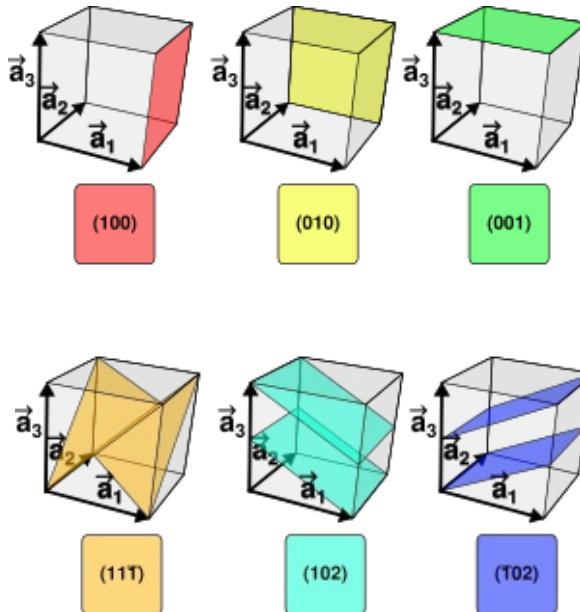 a⃗3 a⃗2 a⃗1 a⃗3 a⃗2 a⃗1 a⃗3 a⃗2 a⃗1
(100) (010) (001)
a⃗3 a⃗2 a⃗1 a⃗3 a⃗2 a⃗1 a⃗3 a⃗2 a⃗1
(111̅) (102) (1̅02)